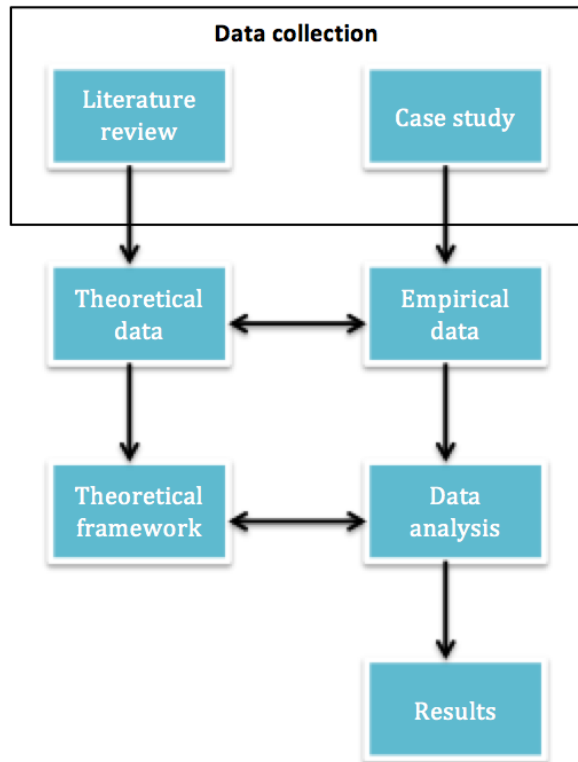 Data collection
Literature
review
Case study
Theoretical
data
Empirical
data
Theoretical
framework
Data
analysis
Results